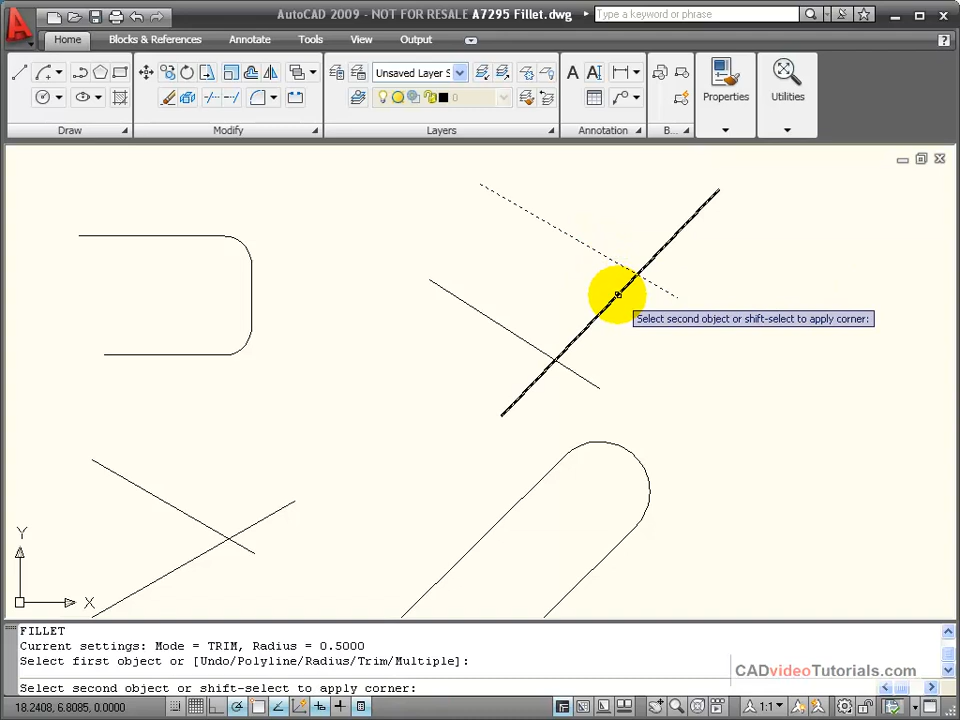 AutoCAD 2009 - NOT FOR RESALE A7295 Fillet.dwg
Type a keyword or phrase
Home Blocks & References Annotate Tools View Output
Unsaved Layer S
0
A A
Properties Utilities
Draw Modify Layers Annotation B...
Select second object or shift-select to apply corner:
Y
X
FILLET
Current settings: Mode = TRIM, Radius = 0.5000
Select first object or [Undo/Polyline/Radius/Trim/Multiple]:
Select second object or shift-select to apply corner:
CADvideoTutorials.com
18.2408, 6.8085, 0.0000
1:1